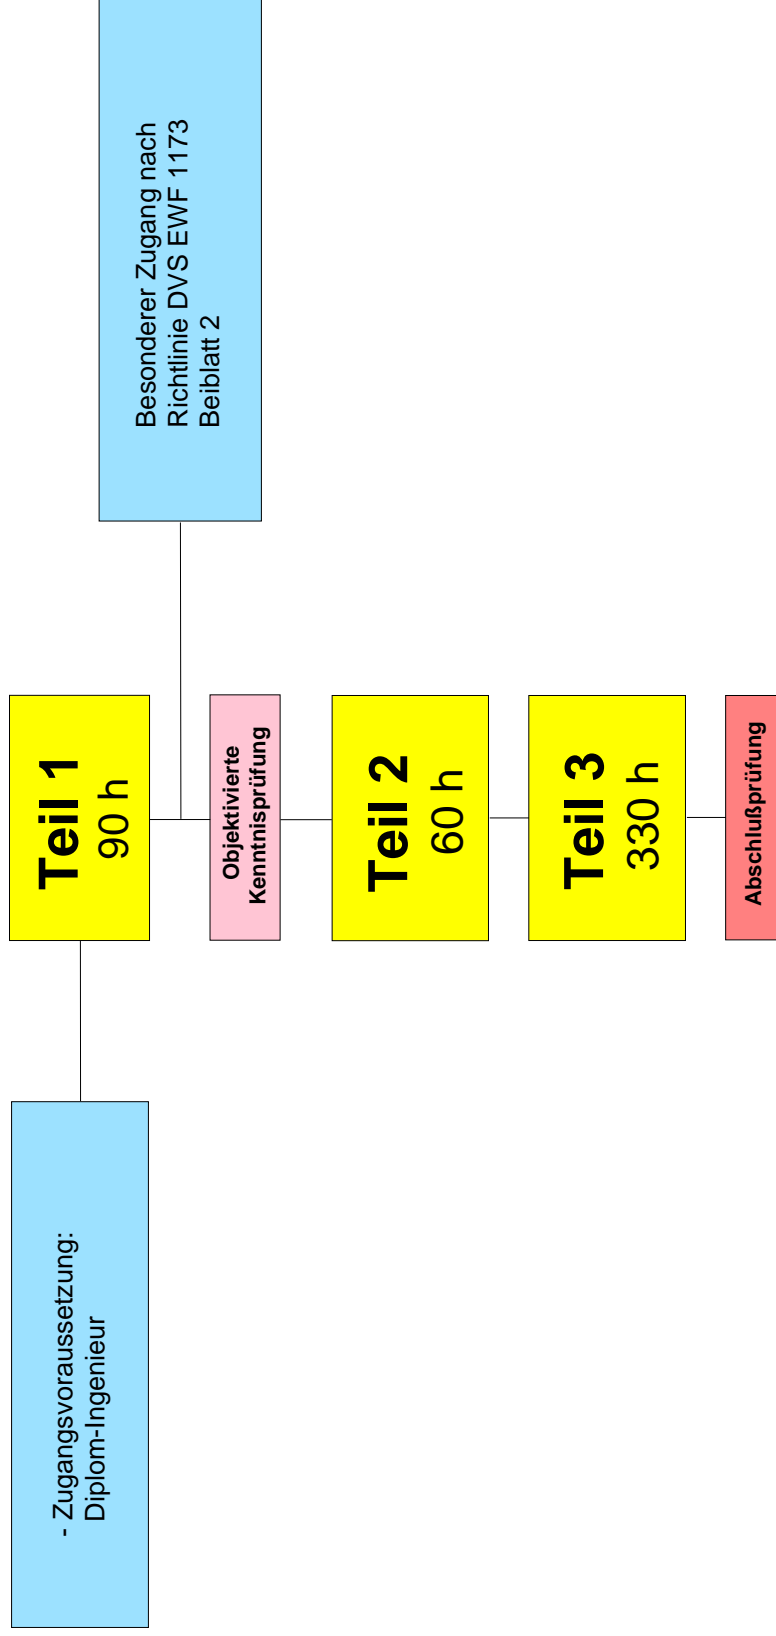 - Zugangsvoraussetzung:
Diplom-Ingenieur
Teil 1
90 h
Besonderer Zugang nach
Richtlinie DVS EWF 1173
Beiblatt 2
Objektivierte
Kenntnisprüfung
Teil 2
60 h
Teil 3
330 h
Abschlußprüfung